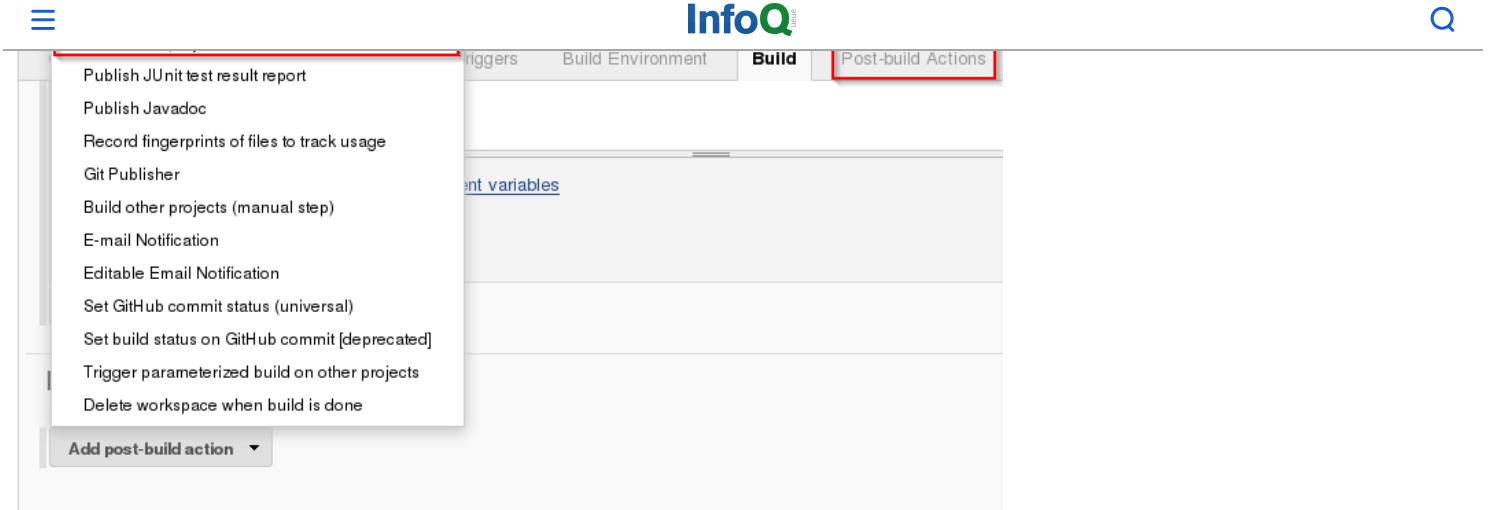 InfoQ
ueue
riggers Build Environment Build Post-build Actions
Publish JUnit test result report
Publish Javadoc
Record fingerprints of files to track usage
Git Publisher
ent variables
Build other projects (manual step)
E-mail Notification
Editable Email Notification
Set GitHub commit status (universal)
Set build status on GitHub commit [deprecated]
Trigger parameterized build on other projects
Delete workspace when build is done
Add post-build action